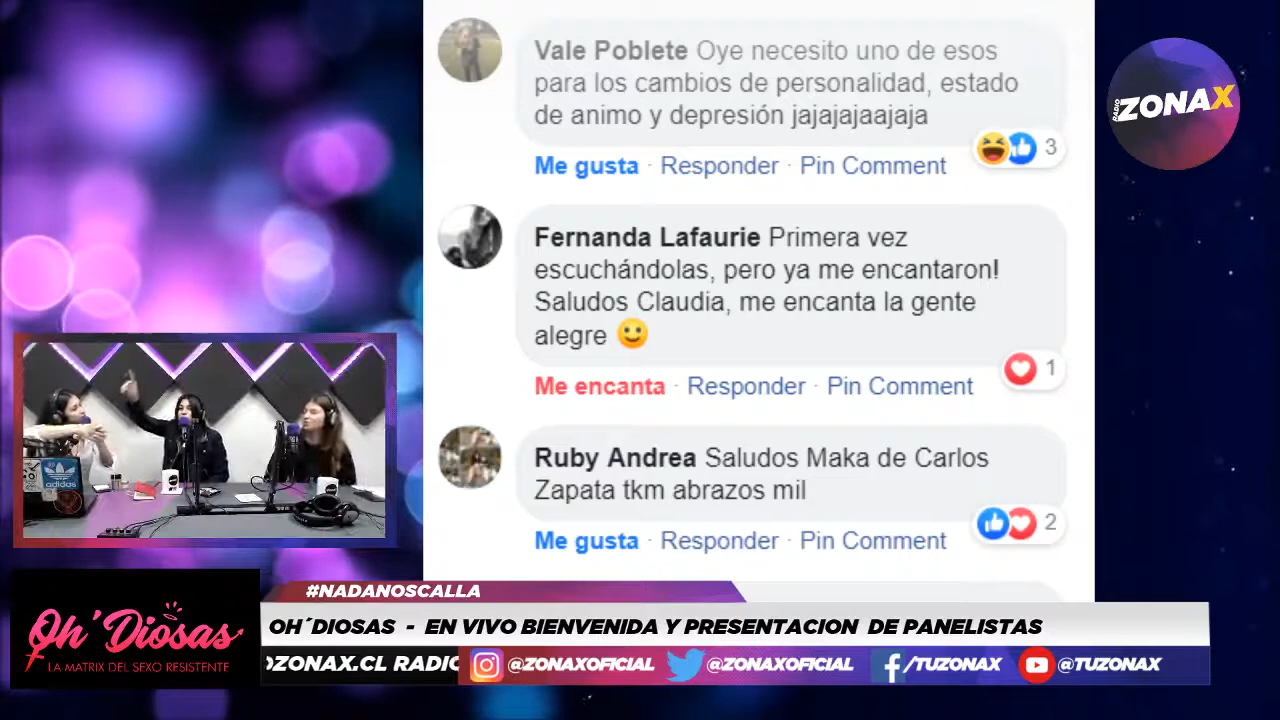 Vale Poblete Oye necesito uno de esos
para los cambios de personalidad, estado
de animo y depresión jajajajaajaja
3
Me gusta · Responder · Pin Comment
RADIO ZONAX
Fernanda Lafaurie Primera vez
escuchándolas, pero ya me encantaron!
Saludos Claudia, me encanta la gente
alegre
1
Me encanta · Responder · Pin Comment
Ruby Andrea Saludos Maka de Carlos
Zapata tkm abrazos mil
2
Me gusta · Responder · Pin Comment
adidas
#NADANOSCALLA
Oh' Diosas
LA MATRIX DEL SEXO RESISTENTE
OH´DIOSAS - EN VIVO BIENVENIDA Y PRESENTACION DE PANELISTAS
OZONAX.CL RADIO
@ZONAXOFICIAL
@ZONAXOFICIAL
/TUZONAX
@TUZONAX